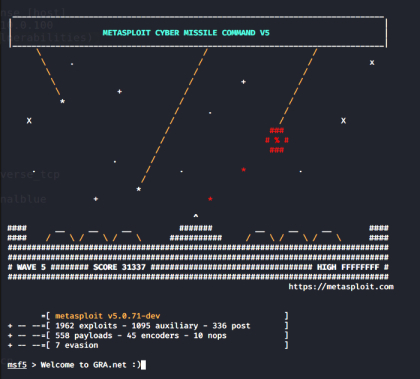 METASPLOIT CYBER MISSILE COMMAND V5
# WAVE 5 ######## SCORE 31337 ################################## HIGH FFFFFFFF #
https://metasploit.com
=[ metasploit v5.0.71-dev ]
+ -- --=[ 1962 exploits - 1095 auxiliary - 336 post ]
+ -- --=[ 558 payloads - 45 encoders - 10 nops ]
+ -- --=[ 7 evasion ]
msf5 > Welcome to GRA.net :)